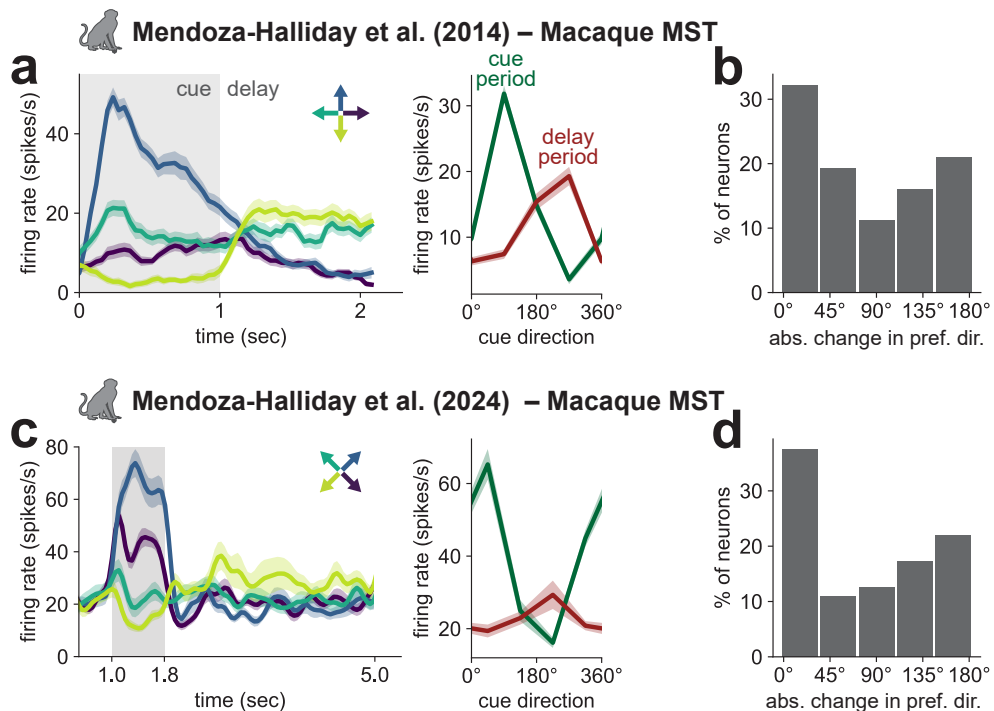 Mendoza-Halliday et al. (2014) – Macaque MST
a
firing rate (spikes/s)
40
20
0
cue delay
0 1 2
time (sec)
firing rate (spikes/s)
30
20
10
cue
period
delay
period
0° 180° 360°
cue direction
b
% of neurons
30
20
10
0
0° 45° 90° 135° 180°
abs. change in pref. dir.
Mendoza-Halliday et al. (2024) – Macaque MST
c
firing rate (spikes/s)
80
60
40
20
0
1.0 1.8 5.0
time (sec)
firing rate (spikes/s)
60
40
20
0° 180° 360°
cue direction
d
% of neurons
30
20
10
0
0° 45° 90° 135° 180°
abs. change in pref. dir.